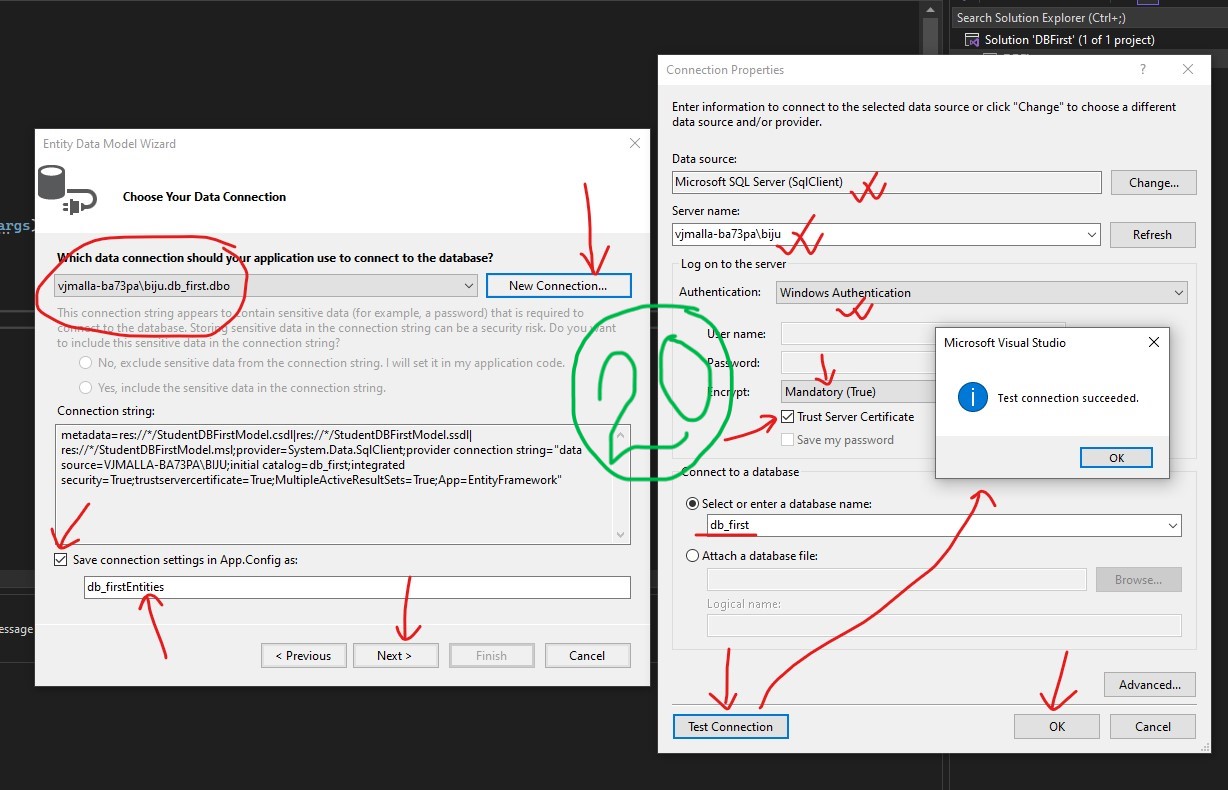 Search Solution Explorer (Ctrl+;)
Solution 'DBFirst' (1 of 1 project)
args)
essage
Entity Data Model Wizard
Choose Your Data Connection
Which data connection should your application use to connect to the database?
vjmalla-ba73pa\biju.db_first.dbo
New Connection...
This connection string appears to contain sensitive data (for example, a password) that is required to
connect to the database. Storing sensitive data in the connection string can be a security risk. Do you want
to include this sensitive data in the connection string?
No, exclude sensitive data from the connection string. I will set it in my application code.
Yes, include the sensitive data in the connection string.
Connection string:
metadata=res://*/StudentDBFirstModel.csdl|res://*/StudentDBFirstModel.ssdl|
res://*/StudentDBFirstModel.msl;provider=System.Data.SqlClient;provider connection string="data
source=VJMALLA-BA73PA\BIJU;initial catalog=db_first;integrated
security=True;trustservercertificate=True;MultipleActiveResultSets=True;App=EntityFramework"
Save connection settings in App.Config as:
db_firstEntities
< Previous
Next >
Finish
Cancel
20
Connection Properties
?
Enter information to connect to the selected data source or click "Change" to choose a different
data source and/or provider.
Data source:
Microsoft SQL Server (SqlClient)
Change...
Server name:
vjmalla-ba73pa\biju
Refresh
Log on to the server
Authentication:
Windows Authentication
User name:
Password:
Encrypt:
Mandatory (True)
Trust Server Certificate
Save my password
Microsoft Visual Studio
Test connection succeeded.
OK
Connect to a database
Select or enter a database name:
db_first
Attach a database file:
Browse...
Logical name:
Advanced...
Test Connection
OK
Cancel